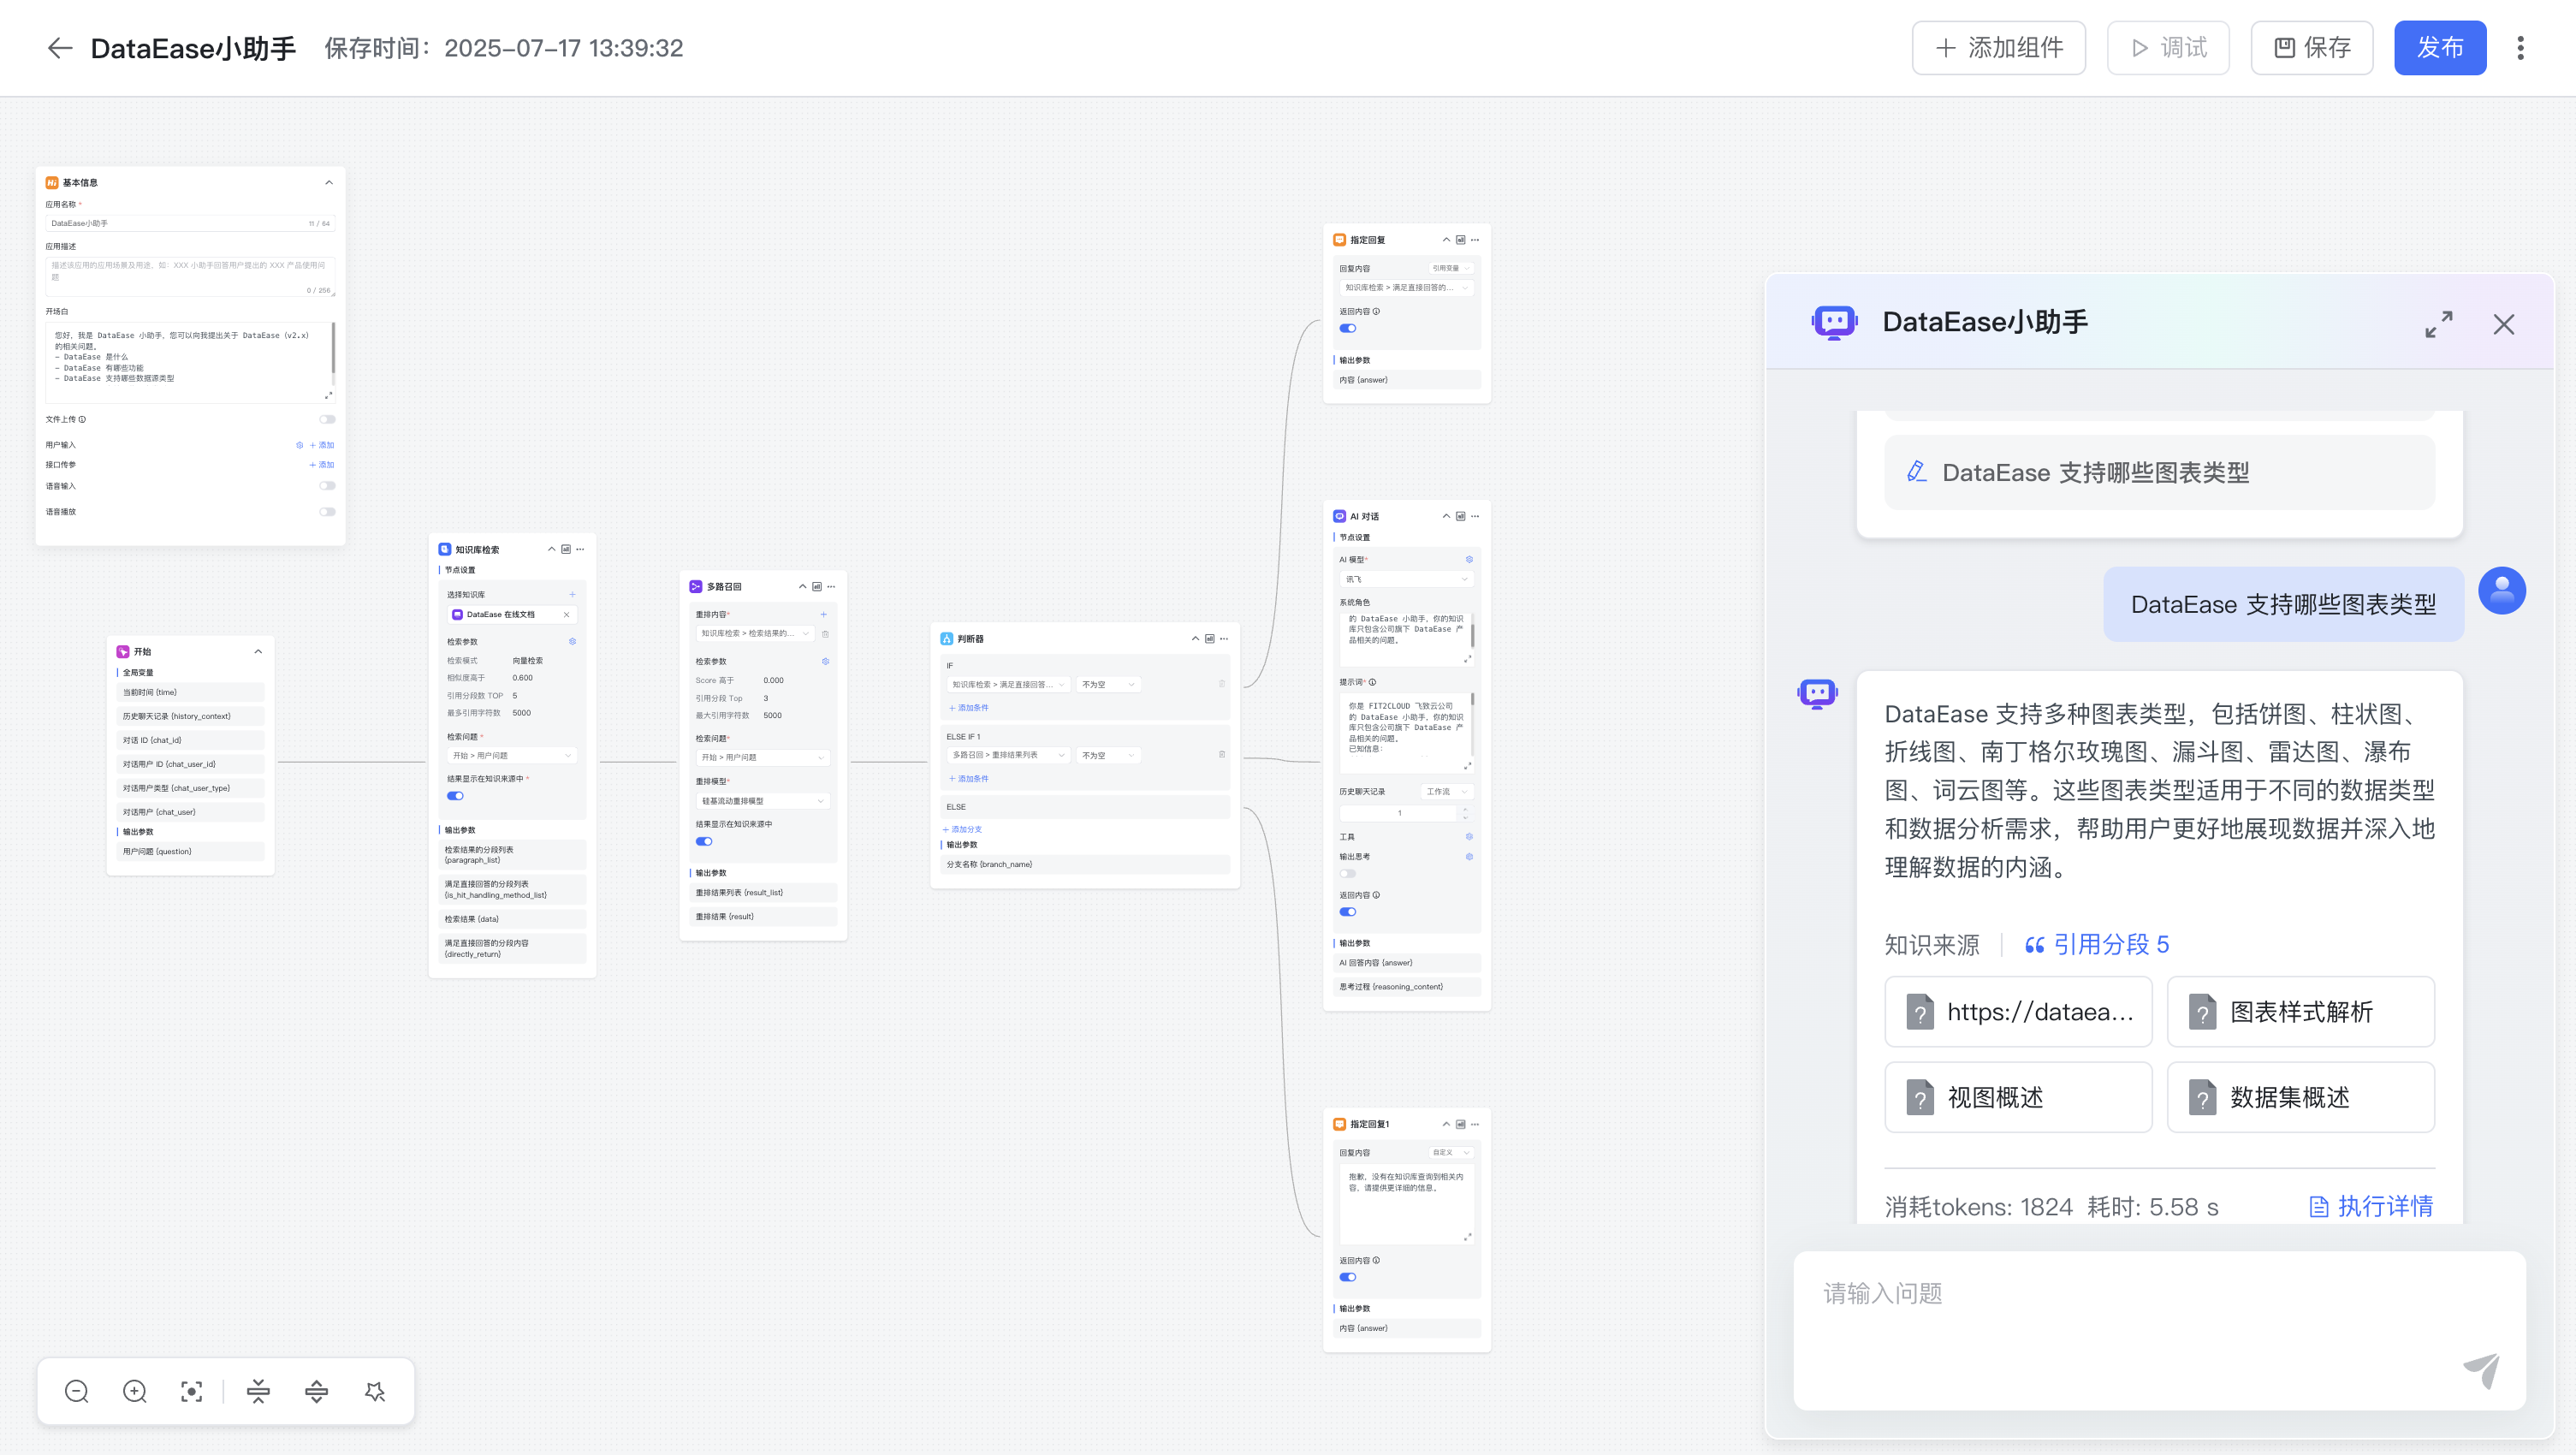 DataEase小助手
保存时间：2025-07-17 13:39:32
添加组件
调试
保存
发布
基本信息
应用名称 *
DataEase小助手
11 / 64
应用描述
描述该应用的应用场景及用途，如：XXX 小助手回答用户提出的 XXX 产品使用问
题
0 / 256
开场白
您好，我是 DataEase 小助手，您可以向我提出关于 DataEase (v2.x)
的相关问题。
- DataEase 是什么
- DataEase 有哪些功能
- DataEase 支持哪些数据源类型
文件上传
用户输入
添加
接口传参
添加
语音输入
语音播放
开始
全局变量
当前时间 {time}
历史聊天记录 {history_context}
对话 ID {chat_id}
对话用户 ID {chat_user_id}
对话用户类型 {chat_user_type}
对话用户 {chat_user}
输出参数
用户问题 {question}
知识库检索
节点设置
选择知识库
DataEase 在线文档
检索参数
检索模式 向量检索
相似度高于 0.600
引用分段数 TOP 5
最多引用字符数 5000
检索问题 *
开始 > 用户问题
结果显示在知识来源中 *
输出参数
检索结果的分段列表
{paragraph_list}
满足直接回答的分段列表
{is_hit_handling_method_list}
检索结果 {data}
满足直接回答的分段内容
{directly_return}
多路召回
重排内容*
知识库检索 > 检索结果的...
检索参数
Score 高于 0.000
引用分段 Top 3
最大引用字符数 5000
检索问题*
开始 > 用户问题
重排模型*
硅基流动重排模型
结果显示在知识来源中
输出参数
重排结果列表 {result_list}
重排结果 {result}
判断器
IF
知识库检索 > 满足直接回答... 不为空
添加条件
ELSE IF 1
多路召回 > 重排结果列表 不为空
添加条件
ELSE
添加分支
输出参数
分支名称 {branch_name}
指定回复
回复内容 引用变量
知识库检索 > 满足直接回答的...
返回内容
输出参数
内容 {answer}
AI 对话
节点设置
AI 模型*
讯飞
系统角色
的 DataEase 小助手，你的知识
库只包含公司旗下 DataEase 产
品相关的问题。
提示词*
你是 FIT2CLOUD 飞致云公司
的 DataEase 小助手，你的知识
库只包含公司旗下 DataEase 产
品相关的问题。
已知信息：
历史聊天记录 工作流
1
工具
输出思考
返回内容
输出参数
AI 回答内容 {answer}
思考过程 {reasoning_content}
指定回复1
回复内容 自定义
抱歉，没有在知识库查询到相关内
容，请提供更详细的信息。
返回内容
输出参数
内容 {answer}
DataEase小助手
DataEase 支持哪些图表类型
DataEase 支持哪些图表类型
DataEase 支持多种图表类型，包括饼图、柱状图、
折线图、南丁格尔玫瑰图、漏斗图、雷达图、瀑布
图、词云图等。这些图表类型适用于不同的数据类型
和数据分析需求，帮助用户更好地展现数据并深入地
理解数据的内涵。
知识来源 引用分段 5
https://dataea...
图表样式解析
视图概述
数据集概述
消耗tokens: 1824 耗时: 5.58 s
执行详情
请输入问题